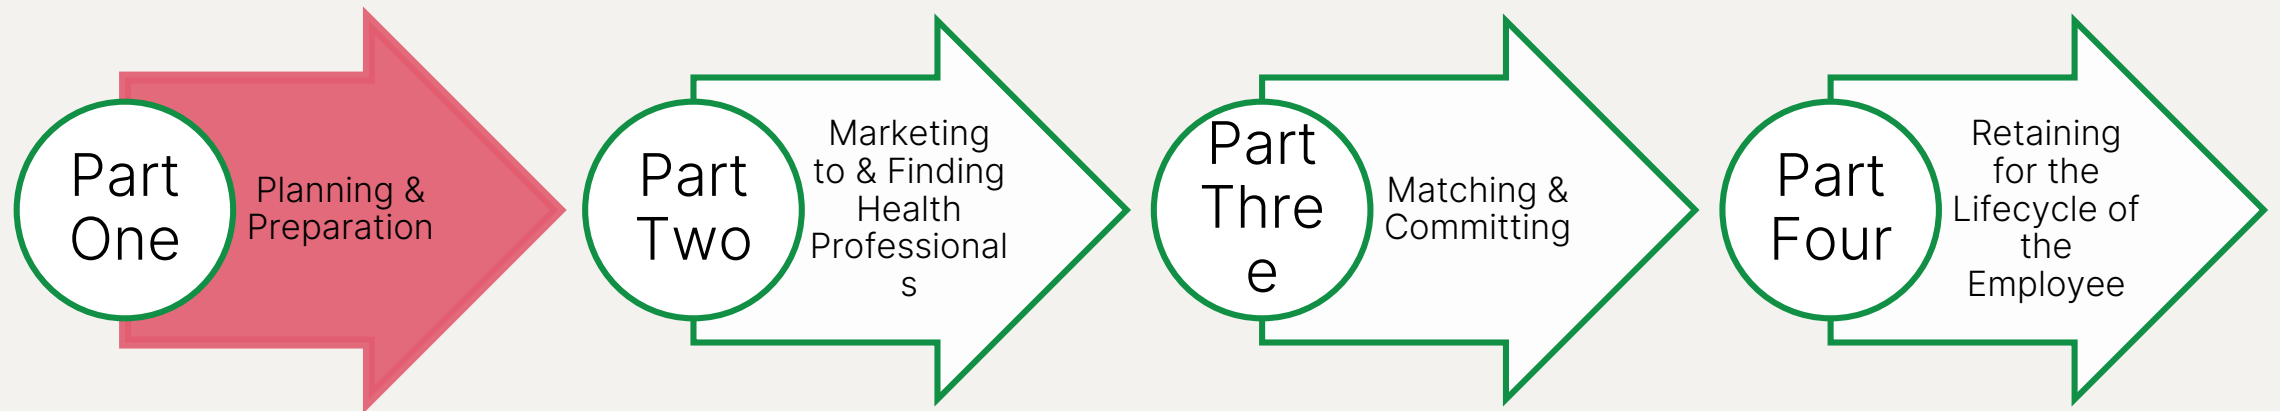 Part
One
Planning &
Preparation
Part
Two
Marketing
to & Finding
Health
Professional
s
Part
Thre
e
Matching &
Committing
Part
Four
Retaining
for the
Lifecycle of
the
Employee